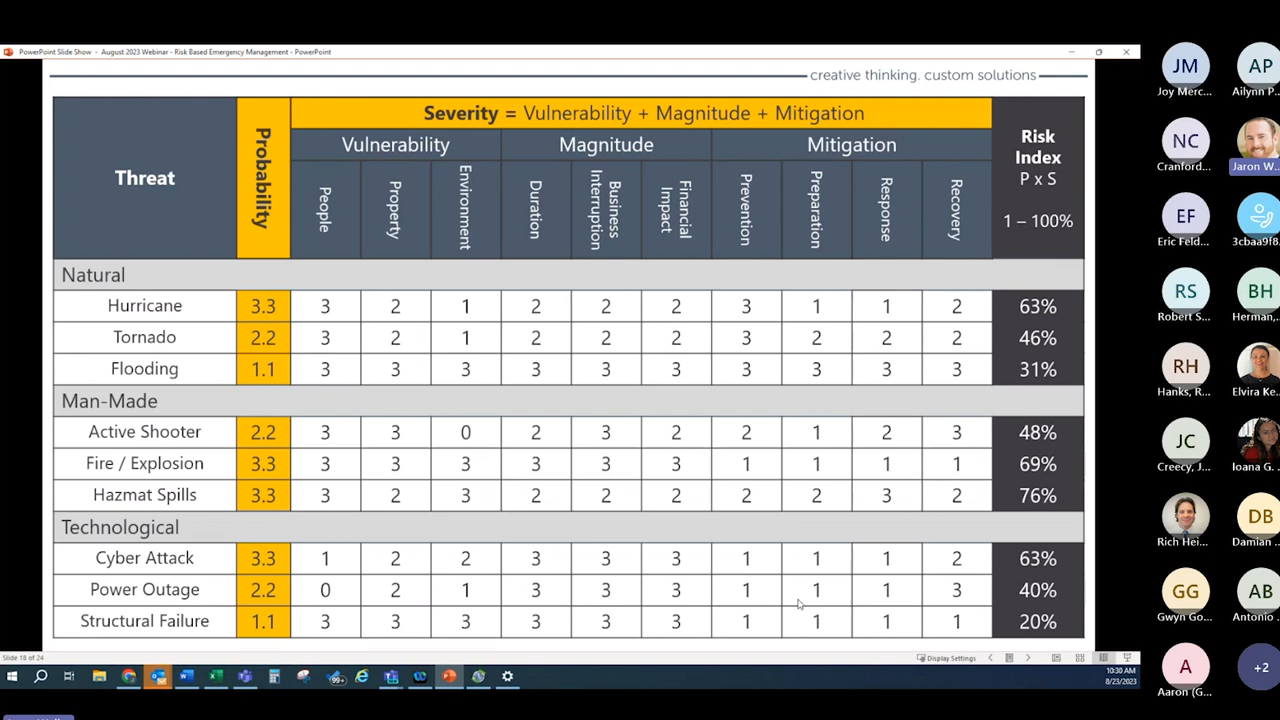 PowerPoint Slide Show - August 2023 Webinar - Risk Based Emergency Management - PowerPoint
creative thinking. custom solutions
Threat
Probability
Severity = Vulnerability + Magnitude + Mitigation
Vulnerability Magnitude Mitigation
People Property Environment Duration Business Interruption Financial Impact Prevention Preparation Response Recovery
Risk
Index
P x S
1 – 100%
Natural
Hurricane 3.3 3 2 1 2 2 2 3 1 1 2 63%
Tornado 2.2 3 2 1 2 2 2 3 2 2 2 46%
Flooding 1.1 3 3 3 3 3 3 3 3 3 3 31%
Man-Made
Active Shooter 2.2 3 3 0 2 3 2 2 1 2 3 48%
Fire / Explosion 3.3 3 3 3 3 3 3 1 1 1 1 69%
Hazmat Spills 3.3 3 2 3 2 2 2 2 2 3 2 76%
Technological
Cyber Attack 3.3 1 2 2 3 3 3 1 1 1 2 63%
Power Outage 2.2 0 2 1 3 3 3 1 1 1 3 40%
Structural Failure 1.1 3 3 3 3 3 3 1 1 1 1 20%
Slide 18 of 24
Display Settings
99+
10:30 AM
8/23/2023
JM AP
Joy Merc... Ailynn P...
NC
Cranford... Jaron W...
EF
Eric Feld... 3cbaa9f8...
RS BH
Robert S... Herman,...
RH
Hanks, R... Elvira Ke...
JC
Creecy, J... Ioana G. ...
DB
Rich Hei... Damian ...
GG AB
Gwyn Go... Antonio ...
A +2
Aaron (G...